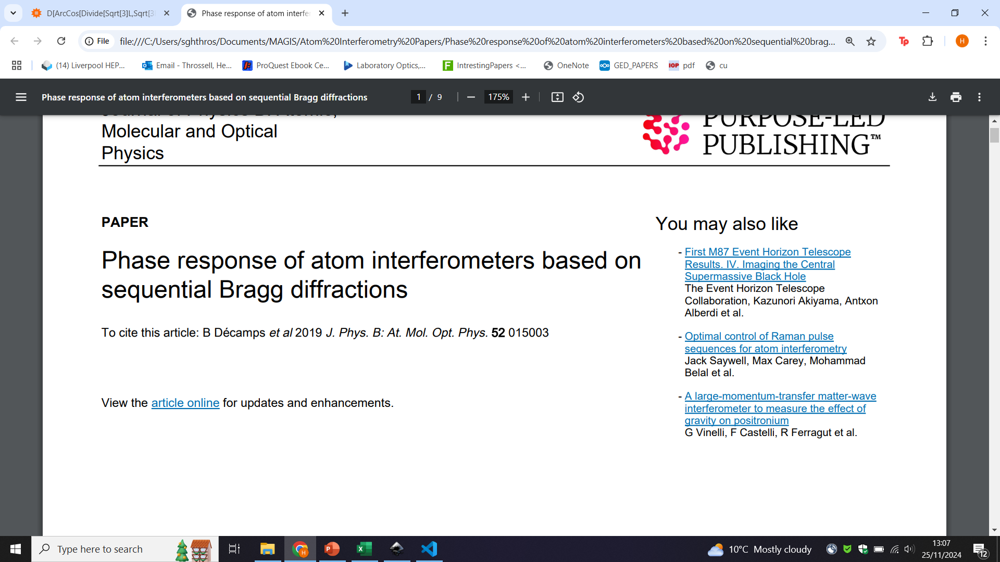 D[ArcCos[Divide[Sqrt[3]L,Sqrt[3
Phase response of atom interfer
File
file:///C:/Users/sghthros/Documents/MAGIS/Atom%20Interferometry%20Papers/Phase%20response%20of%20atom%20interferometers%20based%20on%20sequential%20brag...
Tp
H
(14) Liverpool HEP...
Email - Throssell, He...
ProQuest Ebook Ce...
Laboratory Optics,...
IntrestingPapers <...
OneNote
GED_PAPERS
IOP pdf
cu
Phase response of atom interferometers based on sequential Bragg diffractions
1 / 9
175%
Journal of Physics B: Atomic,
Molecular and Optical
Physics
PURPOSE-LED
PUBLISHING™
PAPER
Phase response of atom interferometers based on
sequential Bragg diffractions
To cite this article: B Décamps et al 2019 J. Phys. B: At. Mol. Opt. Phys. 52 015003
View the article online for updates and enhancements.
You may also like
- First M87 Event Horizon Telescope
Results. IV. Imaging the Central
Supermassive Black Hole
The Event Horizon Telescope
Collaboration, Kazunori Akiyama, Antxon
Alberdi et al.
- Optimal control of Raman pulse
sequences for atom interferometry
Jack Saywell, Max Carey, Mohammad
Belal et al.
- A large-momentum-transfer matter-wave
interferometer to measure the effect of
gravity on positronium
G Vinelli, F Castelli, R Ferragut et al.
Type here to search
10°C Mostly cloudy
13:07
25/11/2024
12